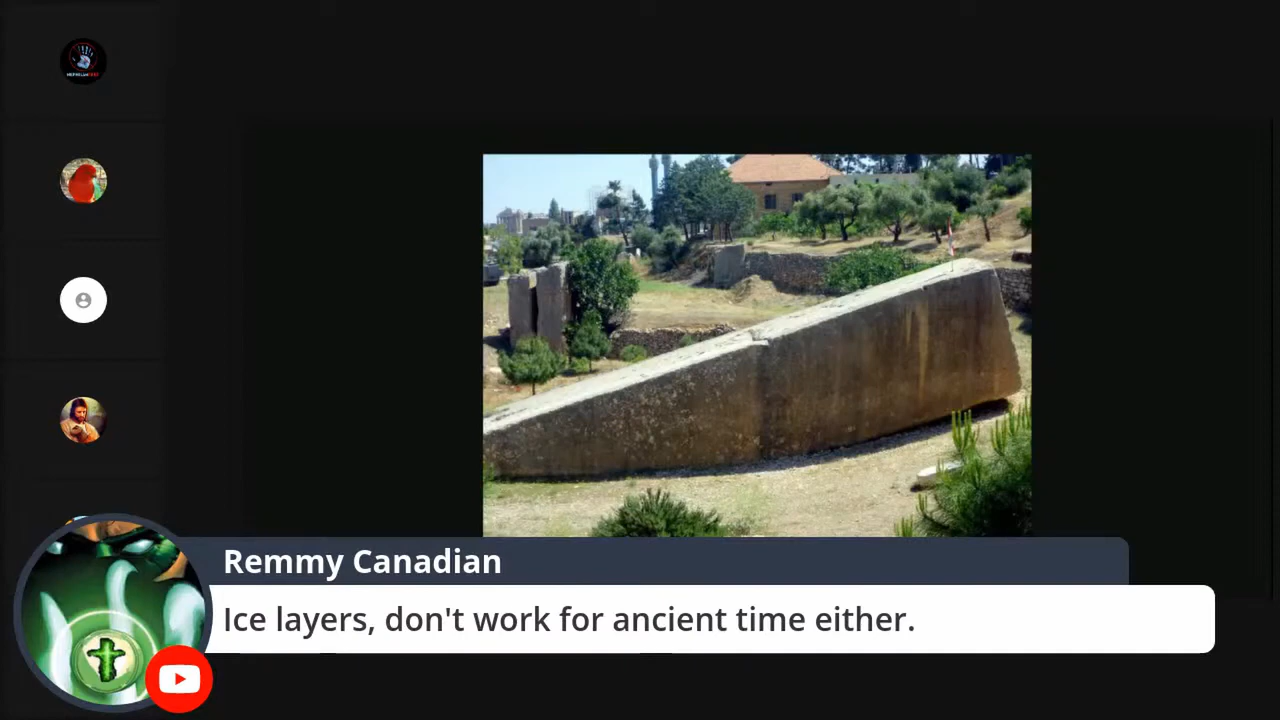 Remmy Canadian
Ice layers, don't work for ancient time either.